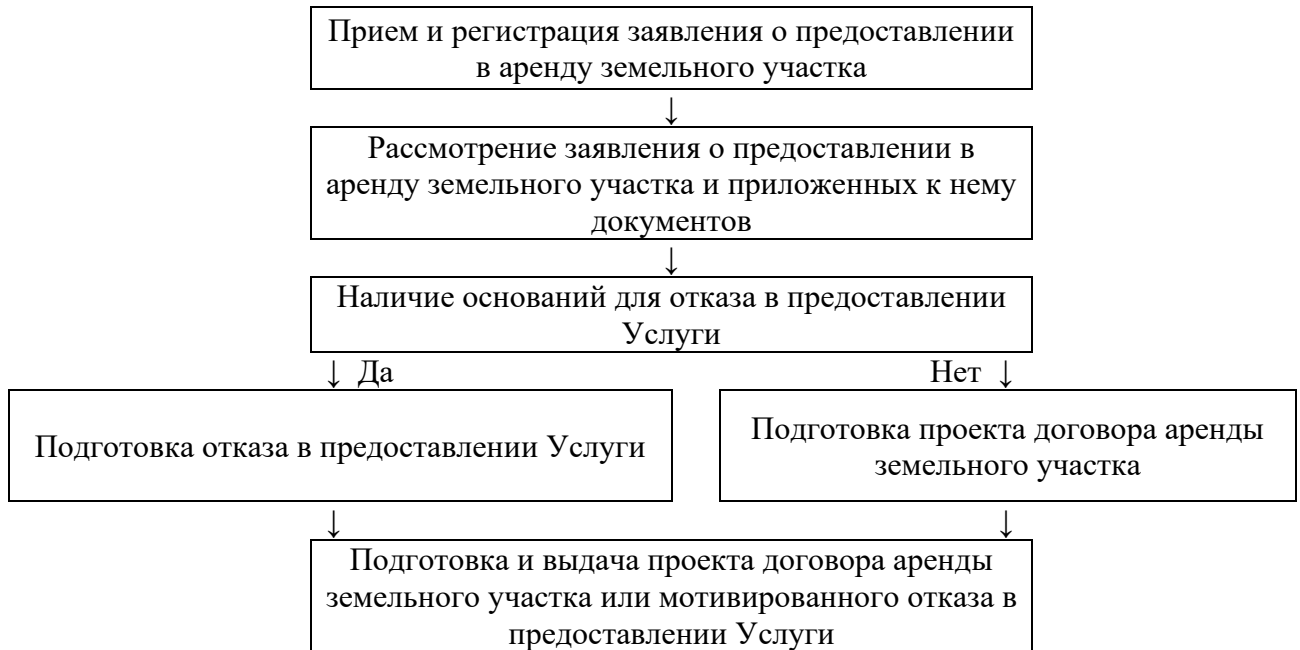 Прием и регистрация заявления о предоставлении
в аренду земельного участка
↓
Рассмотрение заявления о предоставлении в
аренду земельного участка и приложенных к нему
документов
↓
Наличие оснований для отказа в предоставлении
Услуги
↓ Да
Нет ↓
Подготовка отказа в предоставлении Услуги
Подготовка проекта договора аренды
земельного участка
↓
↓
Подготовка и выдача проекта договора аренды
земельного участка или мотивированного отказа в
предоставлении Услуги